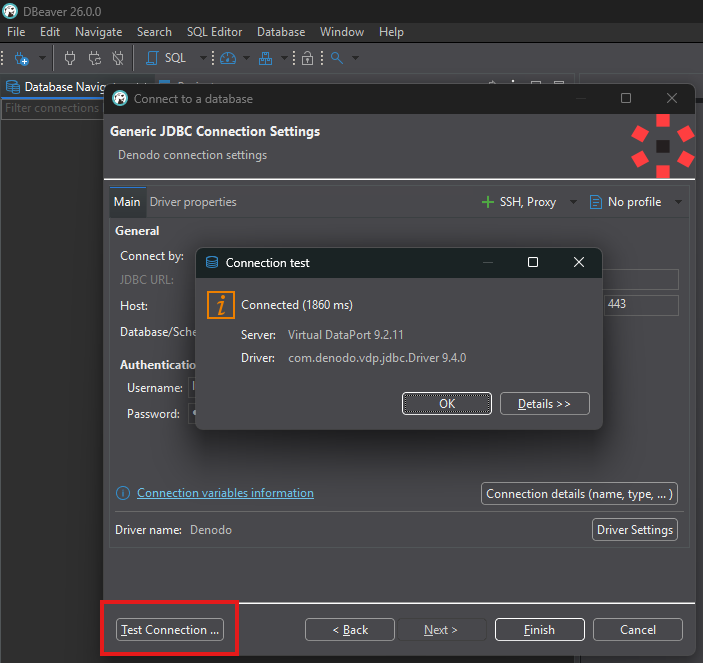 DBeaver 26.0.0
File Edit Navigate Search SQL Editor Database Window Help
SQL
Database Navig
Filter connections
Connect to a database
Generic JDBC Connection Settings
Denodo connection settings
Main Driver properties SSH, Proxy No profile
General
Connect by:
JDBC URL:
Host: 443
Database/Sche
Authenticatio
Username:
Password:
Connection test
Connected (1860 ms)
Server: Virtual DataPort 9.2.11
Driver: com.denodo.vdp.jdbc.Driver 9.4.0
OK Details >>
Connection variables information
Connection details (name, type, ... )
Driver name: Denodo
Driver Settings
Test Connection ... < Back Next > Finish Cancel